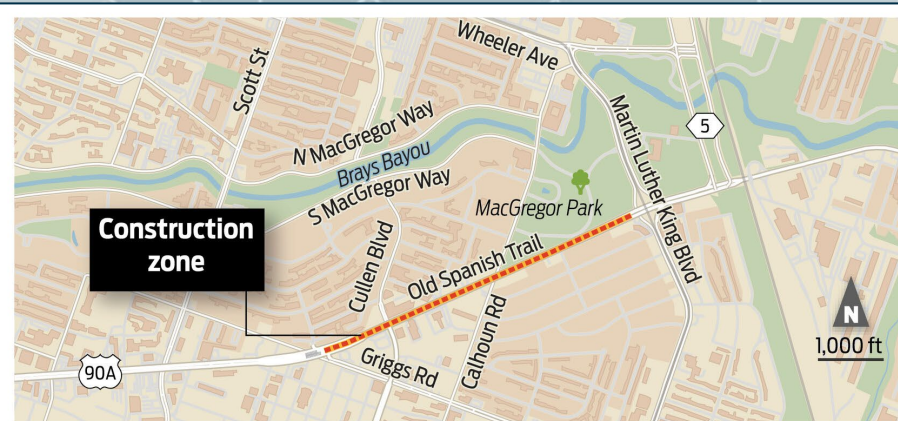 Wheeler Ave
Scott St
N MacGregor Way
Brays Bayou
S MacGregor Way
Martin Luther King Blvd
5
MacGregor Park
Construction
zone
Cullen Blvd
Old Spanish Trail
Calhoun Rd
Griggs Rd
90A
N
1,000 ft